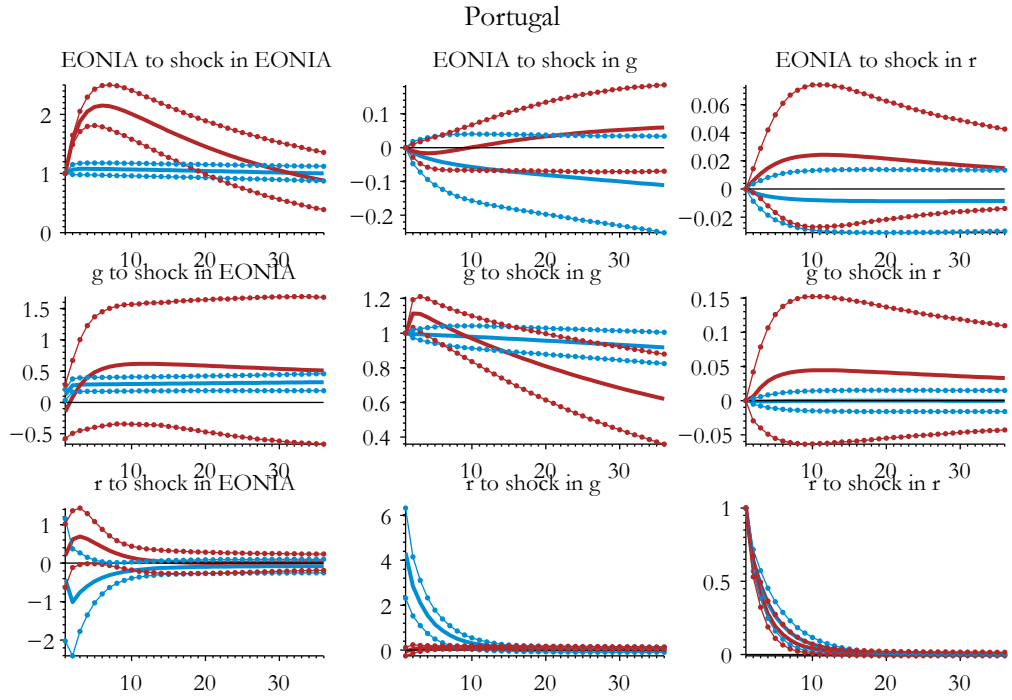 Portugal
EONIA to shock in EONIA
EONIA to shock in g
EONIA to shock in r
2
1
0
10 20 30
0.1
0
−0.1
−0.2
10 20 30
0.06
0.04
0.02
0
−0.02
10 20 30
g to shock in EONIA
g to shock in g
g to shock in r
1.5
0.5
0
−0.5
10 20 30
1.2
1.0
0.8
0.6
0.4
10 20 30
0.15
0.1
0.05
0
−0.05
10 20 30
r to shock in EONIA
r to shock in g
r to shock in r
1
0
−1
−2
10 20 30
6
4
2
0
10 20 30
1
0.5
0
10 20 30